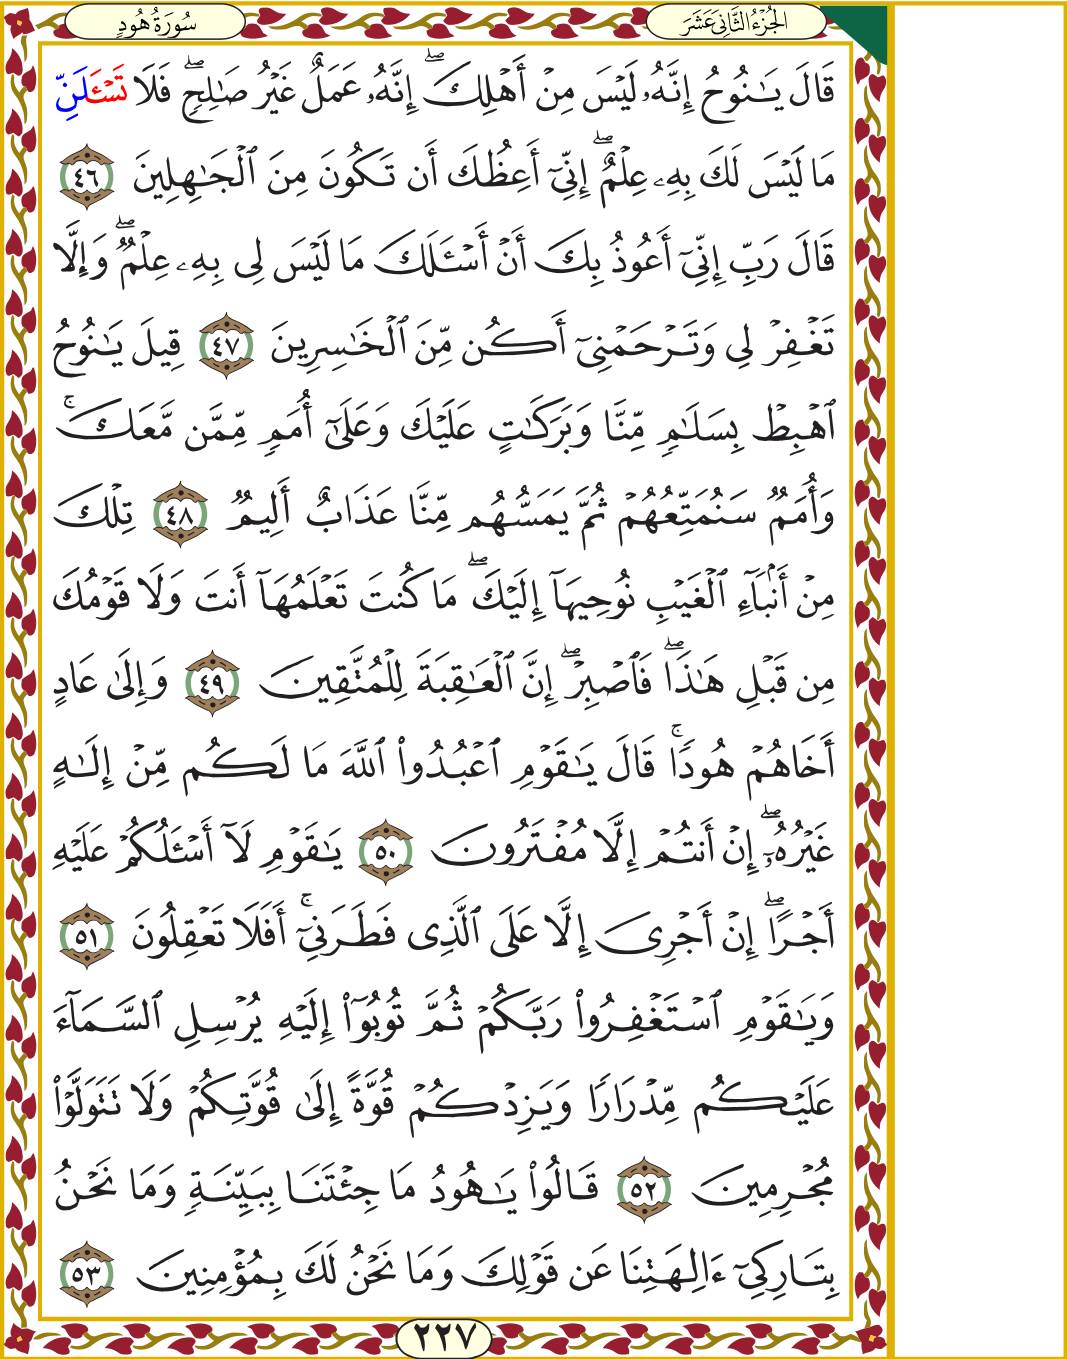 الجُزْءُ الثَّانِيَ عَشَرَ
سُورَةُ هُودٍ
قَالَ يَـٰنُوحُ إِنَّهُۥ لَيۡسَ مِنۡ أَهۡلِكَۖ إِنَّهُۥ عَمَلٌ غَيۡرُ صَـٰلِحٖۖ فَلَا تَسۡـَٔلَنِّ
مَا لَيۡسَ لَكَ بِهِۦ عِلۡمٌۖ إِنِّيٓ أَعِظُكَ أَن تَكُونَ مِنَ ٱلۡجَـٰهِلِينَ ٤٦
قَالَ رَبِّ إِنِّيٓ أَعُوذُ بِكَ أَنۡ أَسۡـَٔلَكَ مَا لَيۡسَ لِي بِهِۦ عِلۡمٞۖ وَإِلَّا
تَغۡفِرۡ لِي وَتَرۡحَمۡنِيٓ أَكُن مِّنَ ٱلۡخَـٰسِرِينَ ٤٧ قِيلَ يَـٰنُوحُ
ٱهۡبِطۡ بِسَلَـٰمٖ مِّنَّا وَبَرَكَـٰتٍ عَلَيۡكَ وَعَلَىٰٓ أُمَمٖ مِّمَّن مَّعَكَۚ
وَأُمَمٞ سَنُمَتِّعُهُمۡ ثُمَّ يَمَسُّهُم مِّنَّا عَذَابٌ أَلِيمٞ ٤٨ تِلۡكَ
مِنۡ أَنۢبَآءِ ٱلۡغَيۡبِ نُوحِيهَآ إِلَيۡكَۖ مَا كُنتَ تَعۡلَمُهَآ أَنتَ وَلَا قَوۡمُكَ
مِن قَبۡلِ هَـٰذَاۖ فَٱصۡبِرۡۖ إِنَّ ٱلۡعَـٰقِبَةَ لِلۡمُتَّقِينَ ٤٩ وَإِلَىٰ عَادٍ
أَخَاهُمۡ هُودٗاۚ قَالَ يَـٰقَوۡمِ ٱعۡبُدُواْ ٱللَّهَ مَا لَكُم مِّنۡ إِلَـٰهٍ
غَيۡرُهُۥٓۖ إِنۡ أَنتُمۡ إِلَّا مُفۡتَرُونَ ٥٠ يَـٰقَوۡمِ لَآ أَسۡـَٔلُكُمۡ عَلَيۡهِ
أَجۡرًاۖ إِنۡ أَجۡرِيَ إِلَّا عَلَى ٱلَّذِي فَطَرَنِيٓۚ أَفَلَا تَعۡقِلُونَ ٥١
وَيَـٰقَوۡمِ ٱسۡتَغۡفِرُواْ رَبَّكُمۡ ثُمَّ تُوبُوٓاْ إِلَيۡهِ يُرۡسِلِ ٱلسَّمَآءَ
عَلَيۡكُم مِّدۡرَارٗا وَيَزِدۡكُمۡ قُوَّةً إِلَىٰ قُوَّتِكُمۡ وَلَا تَتَوَلَّوۡاْ
مُجۡرِمِينَ ٥٢ قَالُواْ يَـٰهُودُ مَا جِئۡتَنَا بِبَيِّنَةٖ وَمَا نَحۡنُ
بِتَارِكِيٓ ءَالِهَتِنَا عَن قَوۡلِكَ وَمَا نَحۡنُ لَكَ بِمُؤۡمِنِينَ ٥٣
٢٢٧